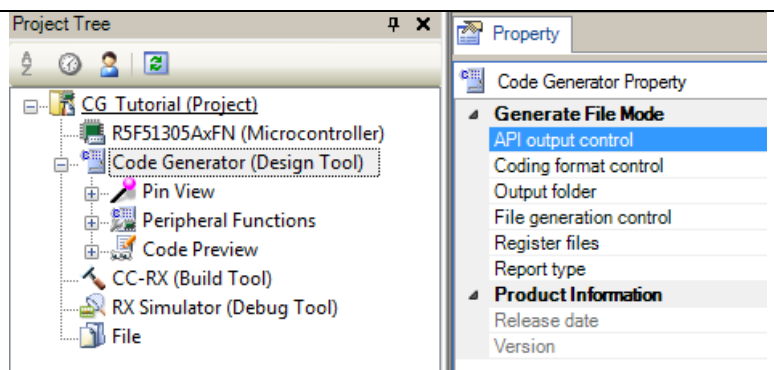 Project Tree
CG_Tutorial (Project)
R5F51305AxFN (Microcontroller)
Code Generator (Design Tool)
Pin View
Peripheral Functions
Code Preview
CC-RX (Build Tool)
RX Simulator (Debug Tool)
File
Property
Code Generator Property
Generate File Mode
API output control
Coding format control
Output folder
File generation control
Register files
Report type
Product Information
Release date
Version